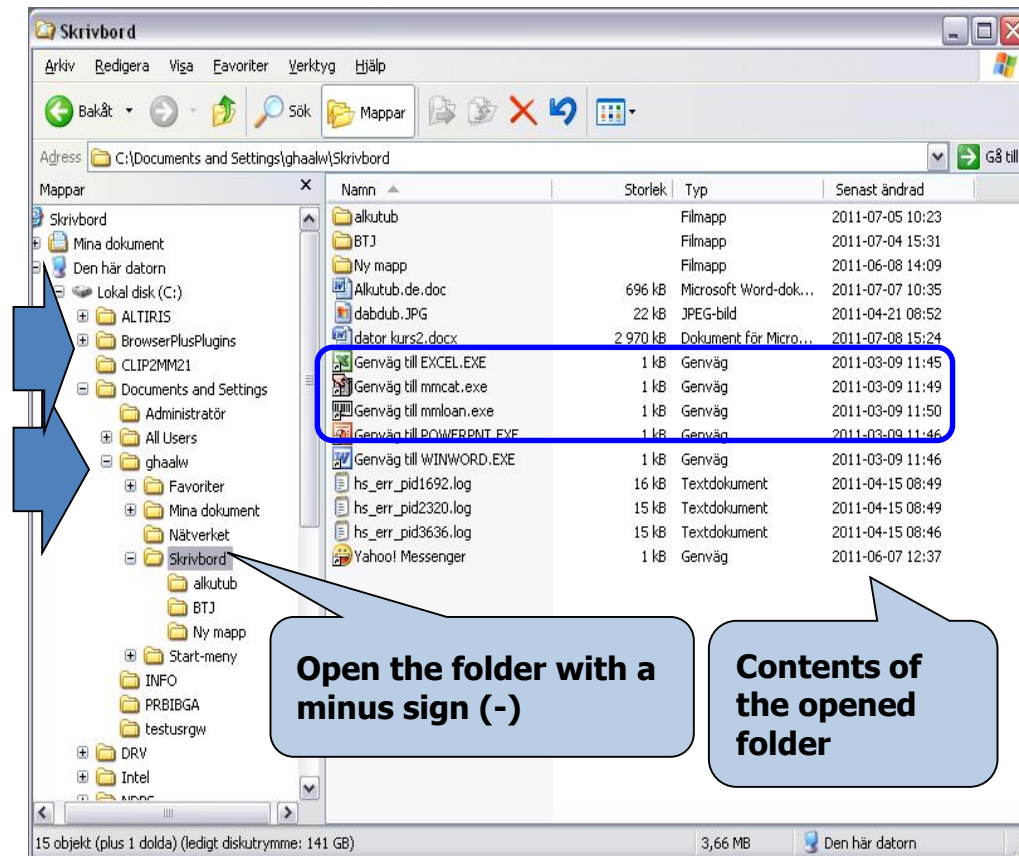 Skrivbord
Arkiv Redigera Visa Favoriter Verktyg Hjälp
Bakåt Sök Mappar
Adress C:\Documents and Settings\ghaalw\Skrivbord Gå till
Mappar x
Skrivbord
Mina dokument
Den här datorn
Lokal disk (C:)
ALTIRIS
BrowserPlusPlugins
CLIP2MM21
Documents and Settings
Administratör
All Users
ghaalw
Favoriter
Mina dokument
Nätverket
Skrivbord
alkutub
BTJ
Ny mapp
Start-meny
INFO
PRBIBGA
testusrgw
DRV
Intel
Namn Storlek Typ Senast ändrad
alkutub Filmapp 2011-07-05 10:23
BTJ Filmapp 2011-07-04 15:31
Ny mapp Filmapp 2011-06-08 14:09
Alkutub.de.doc 696 kB Microsoft Word-dok... 2011-07-07 10:35
dabdub.JPG 22 kB JPEG-bild 2011-04-21 08:52
dator kurs2.docx 2 970 kB Dokument för Micro... 2011-07-08 15:24
Genväg till EXCEL.EXE 1 kB Genväg 2011-03-09 11:45
Genväg till mmcat.exe 1 kB Genväg 2011-03-09 11:49
Genväg till mmloan.exe 1 kB Genväg 2011-03-09 11:50
Genväg till POWERPNT.EXE 1 kB Genväg 2011-03-09 11:46
Genväg till WINWORD.EXE 1 kB Genväg 2011-03-09 11:46
hs_err_pid1692.log 16 kB Textdokument 2011-04-15 08:49
hs_err_pid2320.log 15 kB Textdokument 2011-04-15 08:49
hs_err_pid3636.log 15 kB Textdokument 2011-04-15 08:46
Yahoo! Messenger 1 kB Genväg 2011-06-07 12:37
Open the folder with a
minus sign (-)
Contents of
the opened
folder
15 objekt (plus 1 dolda) (ledigt diskutrymme: 141 GB) 3,66 MB Den här datorn